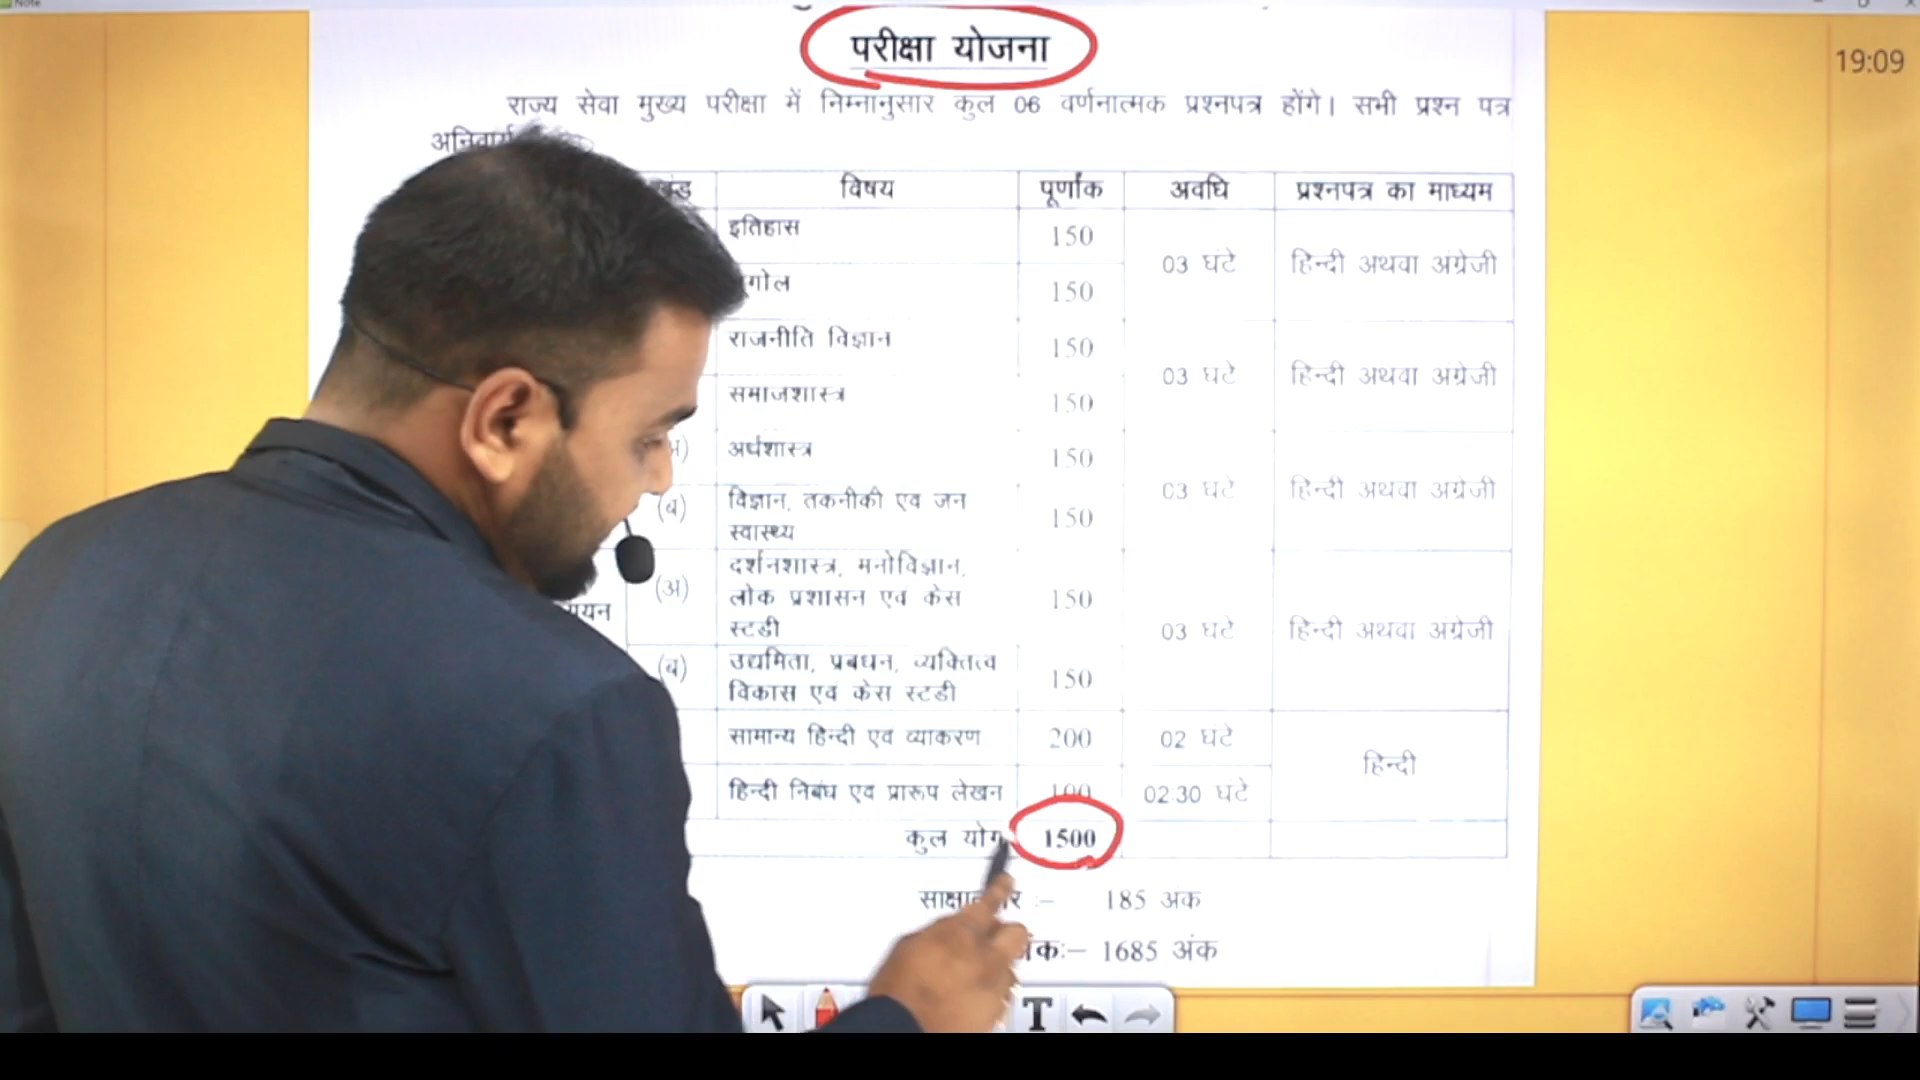 Note
19:09
परीक्षा योजना
राज्य सेवा मुख्य परीक्षा में निम्नानुसार कुल 06 वर्णनात्मक प्रश्नपत्र होंगे। सभी प्रश्न पत्र
अनिवार्य
विषय पूर्णांक अवधि प्रश्नपत्र का माध्यम
इतिहास 150
03 घंटे हिन्दी अथवा अंग्रेजी
150
राजनीति विज्ञान 150
03 घंटे हिन्दी अथवा अंग्रेजी
समाजशास्त्र 150
अर्थशास्त्र 150
03 घंटे हिन्दी अथवा अंग्रेजी
(ब) विज्ञान, तकनीकी एवं जन
स्वास्थ्य 150
(अ) दर्शनशास्त्र, मनोविज्ञान,
लोक प्रशासन एवं केस 150
स्टडी
03 घंटे हिन्दी अथवा अंग्रेजी
(ब) उद्यमिता, प्रबंधन, व्यक्तित्व
विकास एवं केस स्टडी 150
सामान्य हिन्दी एवं व्याकरण 200 02 घंटे
हिन्दी
हिन्दी निबंध एवं प्रारूप लेखन 100 02:30 घंटे
कुल योग 1500
:– 185 अंक
:– 1685 अंक
T